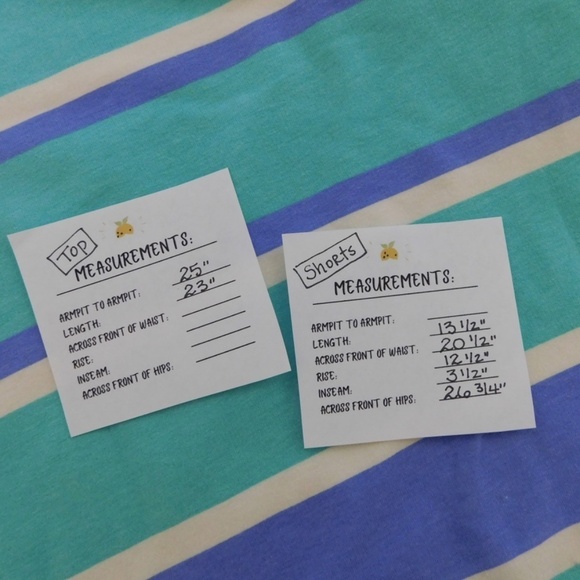 Top
MEASUREMENTS:
ARMPIT TO ARMPIT: 25"
LENGTH: 23"
ACROSS FRONT OF WAIST:
RISE:
INSEAM:
ACROSS FRONT OF HIPS:
Shorts
MEASUREMENTS:
ARMPIT TO ARMPIT:
LENGTH: 13 1/2"
ACROSS FRONT OF WAIST: 20 1/2"
RISE: 12 1/2"
INSEAM: 3 1/2"
ACROSS FRONT OF HIPS: 26 3/4"